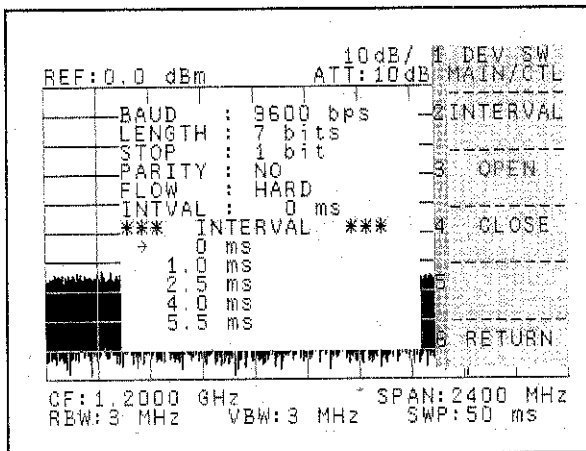 10dB/
REF:0.0 dBm ATT:10dB
BAUD : 9600 bps
LENGTH : 7 bits
STOP : 1 bit
PARITY : NO
FLOW : HARD
INTVAL : 0 ms
*** INTERVAL ***
→ 0 ms
1.0 ms
2.5 ms
4.0 ms
5.5 ms
CF:1.2000 GHz SPAN:2400 MHz
RBW:3 MHz VBW:3 MHz SWP:50 ms
1 DEV SW
MAIN/CTL
2 INTERVAL
3 OPEN
4 CLOSE
5
6 RETURN